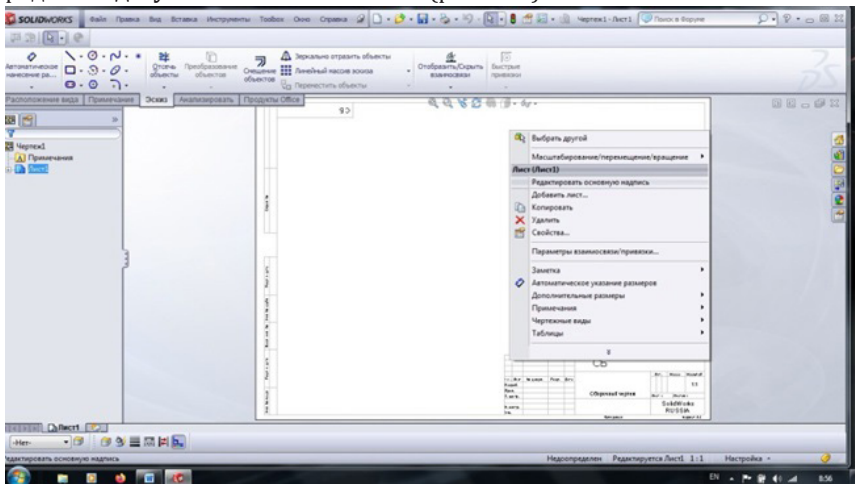 SOLIDWORKS Файл Правка Вид Вставка Инструменты Toolbox Окно Справка Чертеж1 - Лист1 Поиск в Форуме
Автоматическое нанесение ра...
Отсечь объекты
Преобразование объектов
Смещение объектов
Зеркально отразить объекты
Линейный массив эскиза
Переместить объекты
Отобразить/Скрыть взаимосвязи
Быстрые привязки
Расположение вида Примечания Эскиз Анализировать Продукты Office
Чертеж1
Примечания
Лист1
Выбрать другой
Масштабирование/перемещение/вращение
Лист (Лист1)
Редактировать основную надпись
Добавить лист...
Копировать
Удалить
Свойства...
Параметры взаимосвязи/привязки...
Заметка
Автоматическое указание размеров
Дополнительные размеры
Примечания
Чертежные виды
Таблицы
СБ
Сборочный чертеж
SolidWorks
RUSSIA
Лист1
-Нет-
Редактировать основную надпись
Недоопределен Редактируется Лист1 1:1 Настройка
EN 8:56